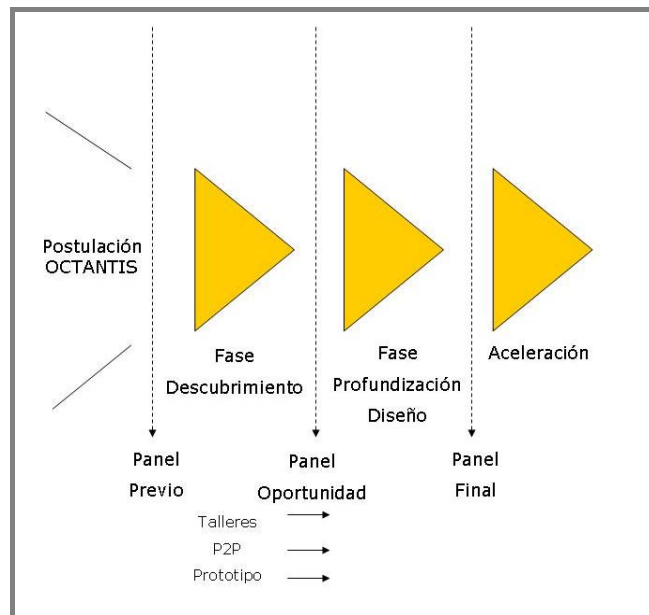 Postulación
OCTANTIS
Fase
Descubrimiento
Fase
Profundización
Diseño
Aceleración
Panel
Previo
Panel
Oportunidad
Panel
Final
Talleres
P2P
Prototipo